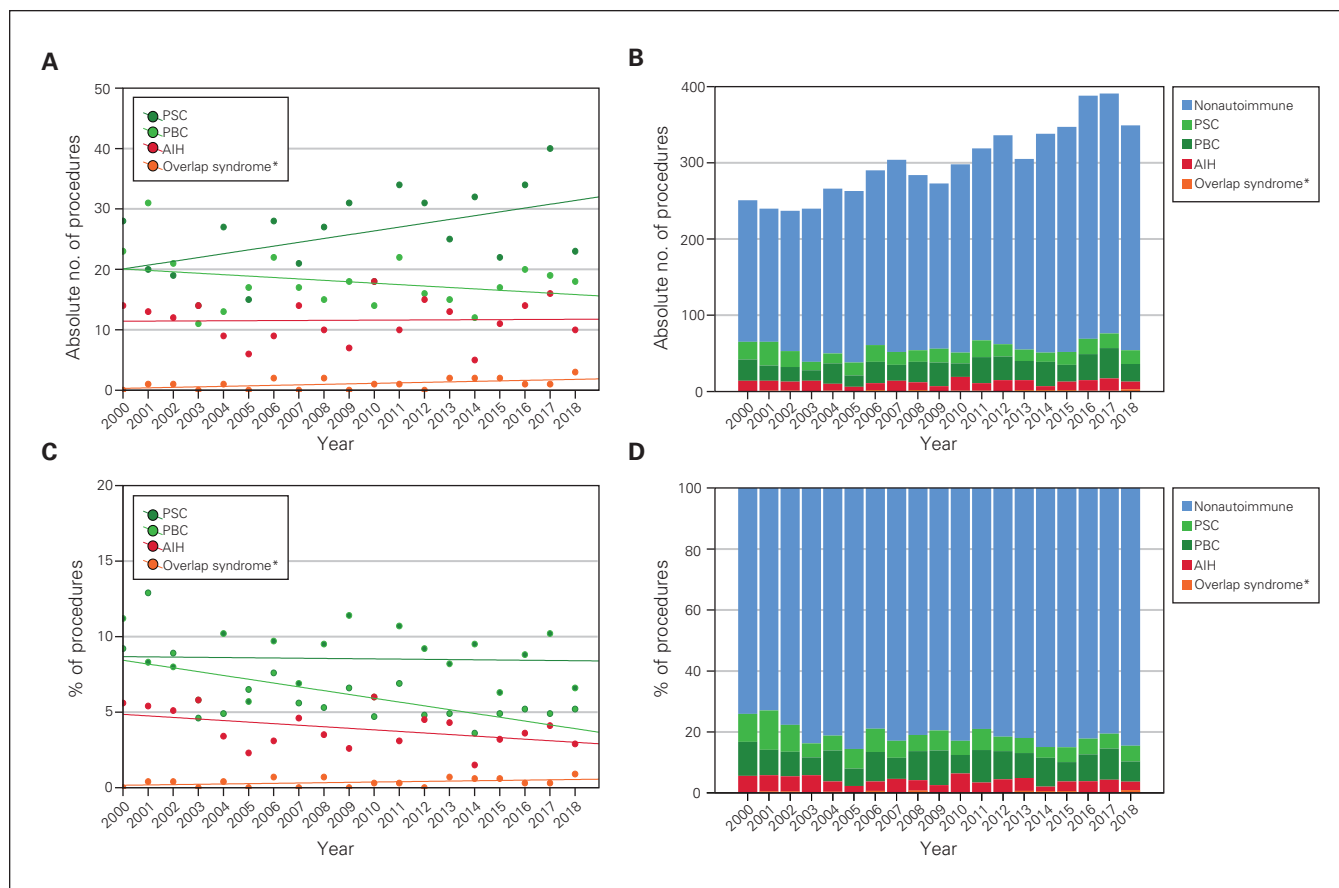 A
50
40
30
20
10
0
Absolute no. of procedures
PSC
PBC
AIH
Overlap syndrome*
2000 2001 2002 2003 2004 2005 2006 2007 2008 2009 2010 2011 2012 2013 2014 2015 2016 2017 2018
Year
B
400
300
200
100
0
Absolute no. of procedures
2000 2001 2002 2003 2004 2005 2006 2007 2008 2009 2010 2011 2012 2013 2014 2015 2016 2017 2018
Year
Nonautoimmune
PSC
PBC
AIH
Overlap syndrome*
C
20
15
10
5
0
% of procedures
PSC
PBC
AIH
Overlap syndrome*
2000 2001 2002 2003 2004 2005 2006 2007 2008 2009 2010 2011 2012 2013 2014 2015 2016 2017 2018
Year
D
100
80
60
40
20
0
% of procedures
2000 2001 2002 2003 2004 2005 2006 2007 2008 2009 2010 2011 2012 2013 2014 2015 2016 2017 2018
Year
Nonautoimmune
PSC
PBC
AIH
Overlap syndrome*